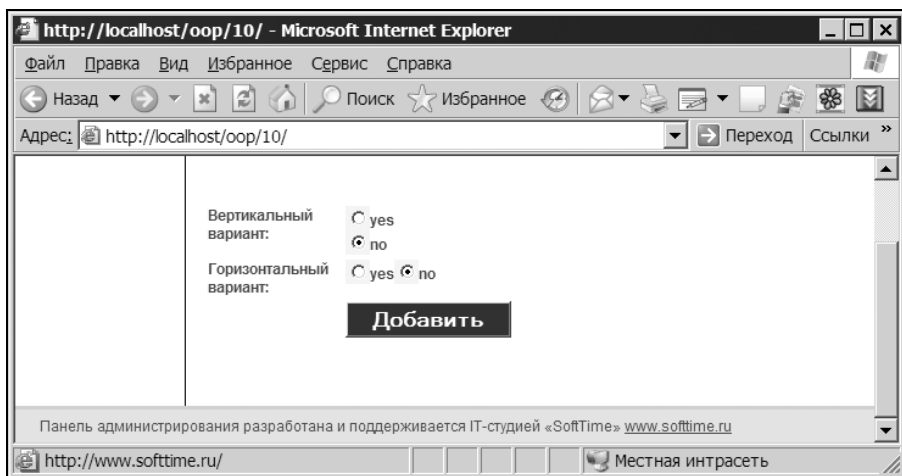 http://localhost/oop/10/ - Microsoft Internet Explorer
Файл Правка Вид Избранное Сервис Справка
Назад Поиск Избранное
Адрес: http://localhost/oop/10/ Переход Ссылки »
Вертикальный
вариант:
yes
no
Горизонтальный
вариант:
yes no
Добавить
Панель администрирования разработана и поддерживается IT-студией «SoftTime» www.softtime.ru
http://www.softtime.ru/ Местная интрасеть